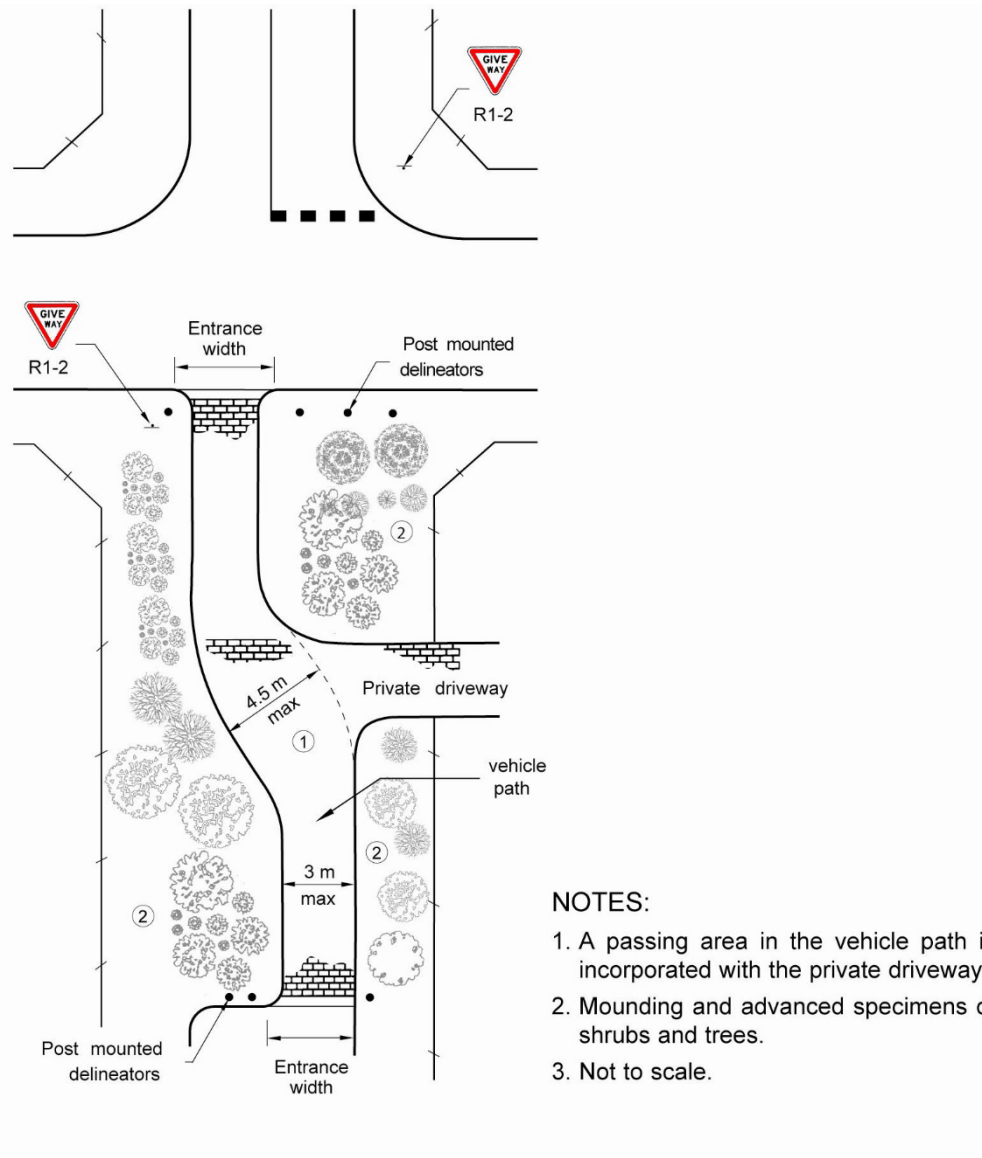 GIVE
WAY
R1-2
GIVE
WAY
R1-2
Entrance
width
Post mounted
delineators
2
Private driveway
4.5 m
max
1
vehicle
path
2
3 m
max
2
Post mounted
delineators
Entrance
width
NOTES:
1. A passing area in the vehicle path
incorporated with the private driveway
2. Mounding and advanced specimens
shrubs and trees.
3. Not to scale.